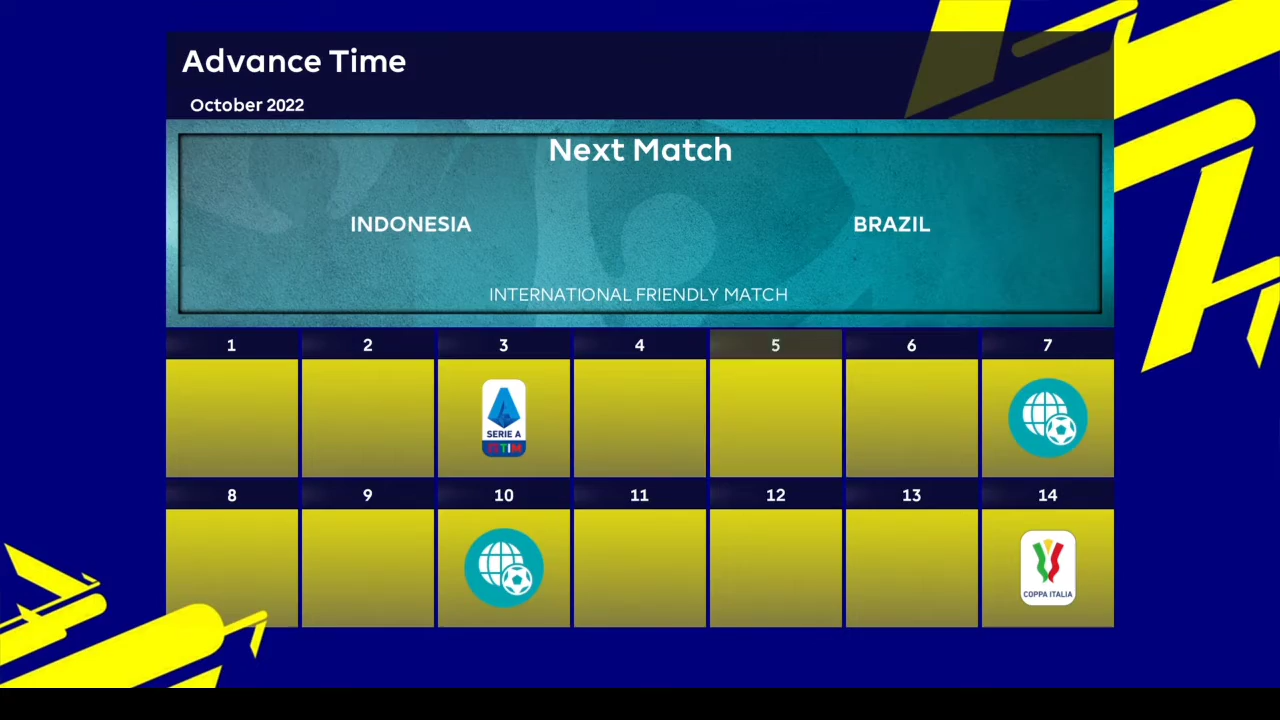 Advance Time
October 2022
Next Match
INDONESIA BRAZIL
INTERNATIONAL FRIENDLY MATCH
1 2 3 4 5 6 7
SERIE A
TIM
8 9 10 11 12 13 14
COPPA ITALIA